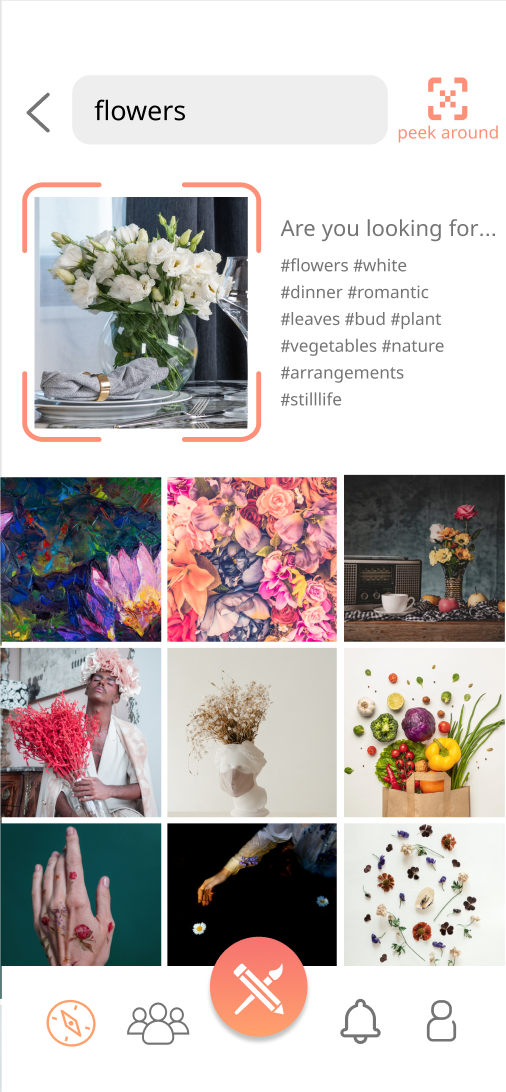 flowers
peek around
Are you looking for...
#flowers #white
#dinner #romantic
#leaves #bud #plant
#vegetables #nature
#arrangements
#stilllife